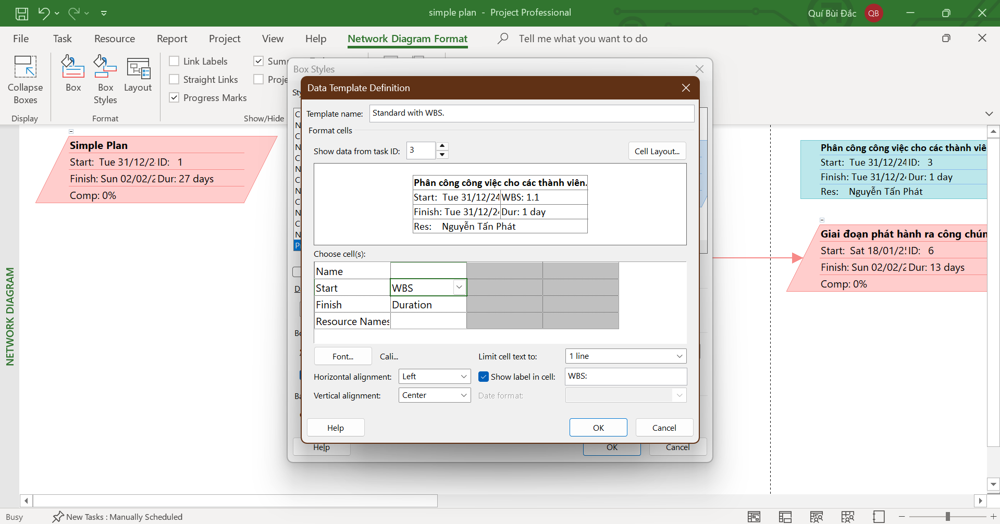 simple plan - Project Professional
Quí Bùi Đắc
QB
File
Task
Resource
Report
Project
View
Help
Network Diagram Format
Tell me what you want to do
Collapse
Boxes
Display
Box
Box
Styles
Layout
Format
Link Labels
Straight Links
Progress Marks
Show/Hide
Box Styles
Data Template Definition
Template name:
Standard with WBS.
Format cells
Show data from task ID:
3
Cell Layout...
Phân công công việc cho các thành viên.
Start: Tue 31/12/24
WBS: 1.1
Finish: Tue 31/12/24
Dur: 1 day
Res: Nguyễn Tấn Phát
Choose cell(s):
Name
Start
WBS
Finish
Duration
Resource Names
Font...
Cali...
Limit cell text to:
1 line
Horizontal alignment:
Left
Show label in cell:
WBS:
Vertical alignment:
Center
Date format:
Help
OK
Cancel
Help
OK
Cancel
Simple Plan
Start: Tue 31/12/2
ID: 1
Finish: Sun 02/02/2
Dur: 27 days
Comp: 0%
Phân công công việc cho các thành viê
Start: Tue 31/12/24
ID: 3
Finish: Tue 31/12/24
Dur: 1 day
Res: Nguyễn Tấn Phát
Giai đoạn phát hành ra công chún
Start: Sat 18/01/25
ID: 6
Finish: Sun 02/02/2
Dur: 13 days
Comp: 0%
NETWORK DIAGRAM
Busy
New Tasks : Manually Scheduled